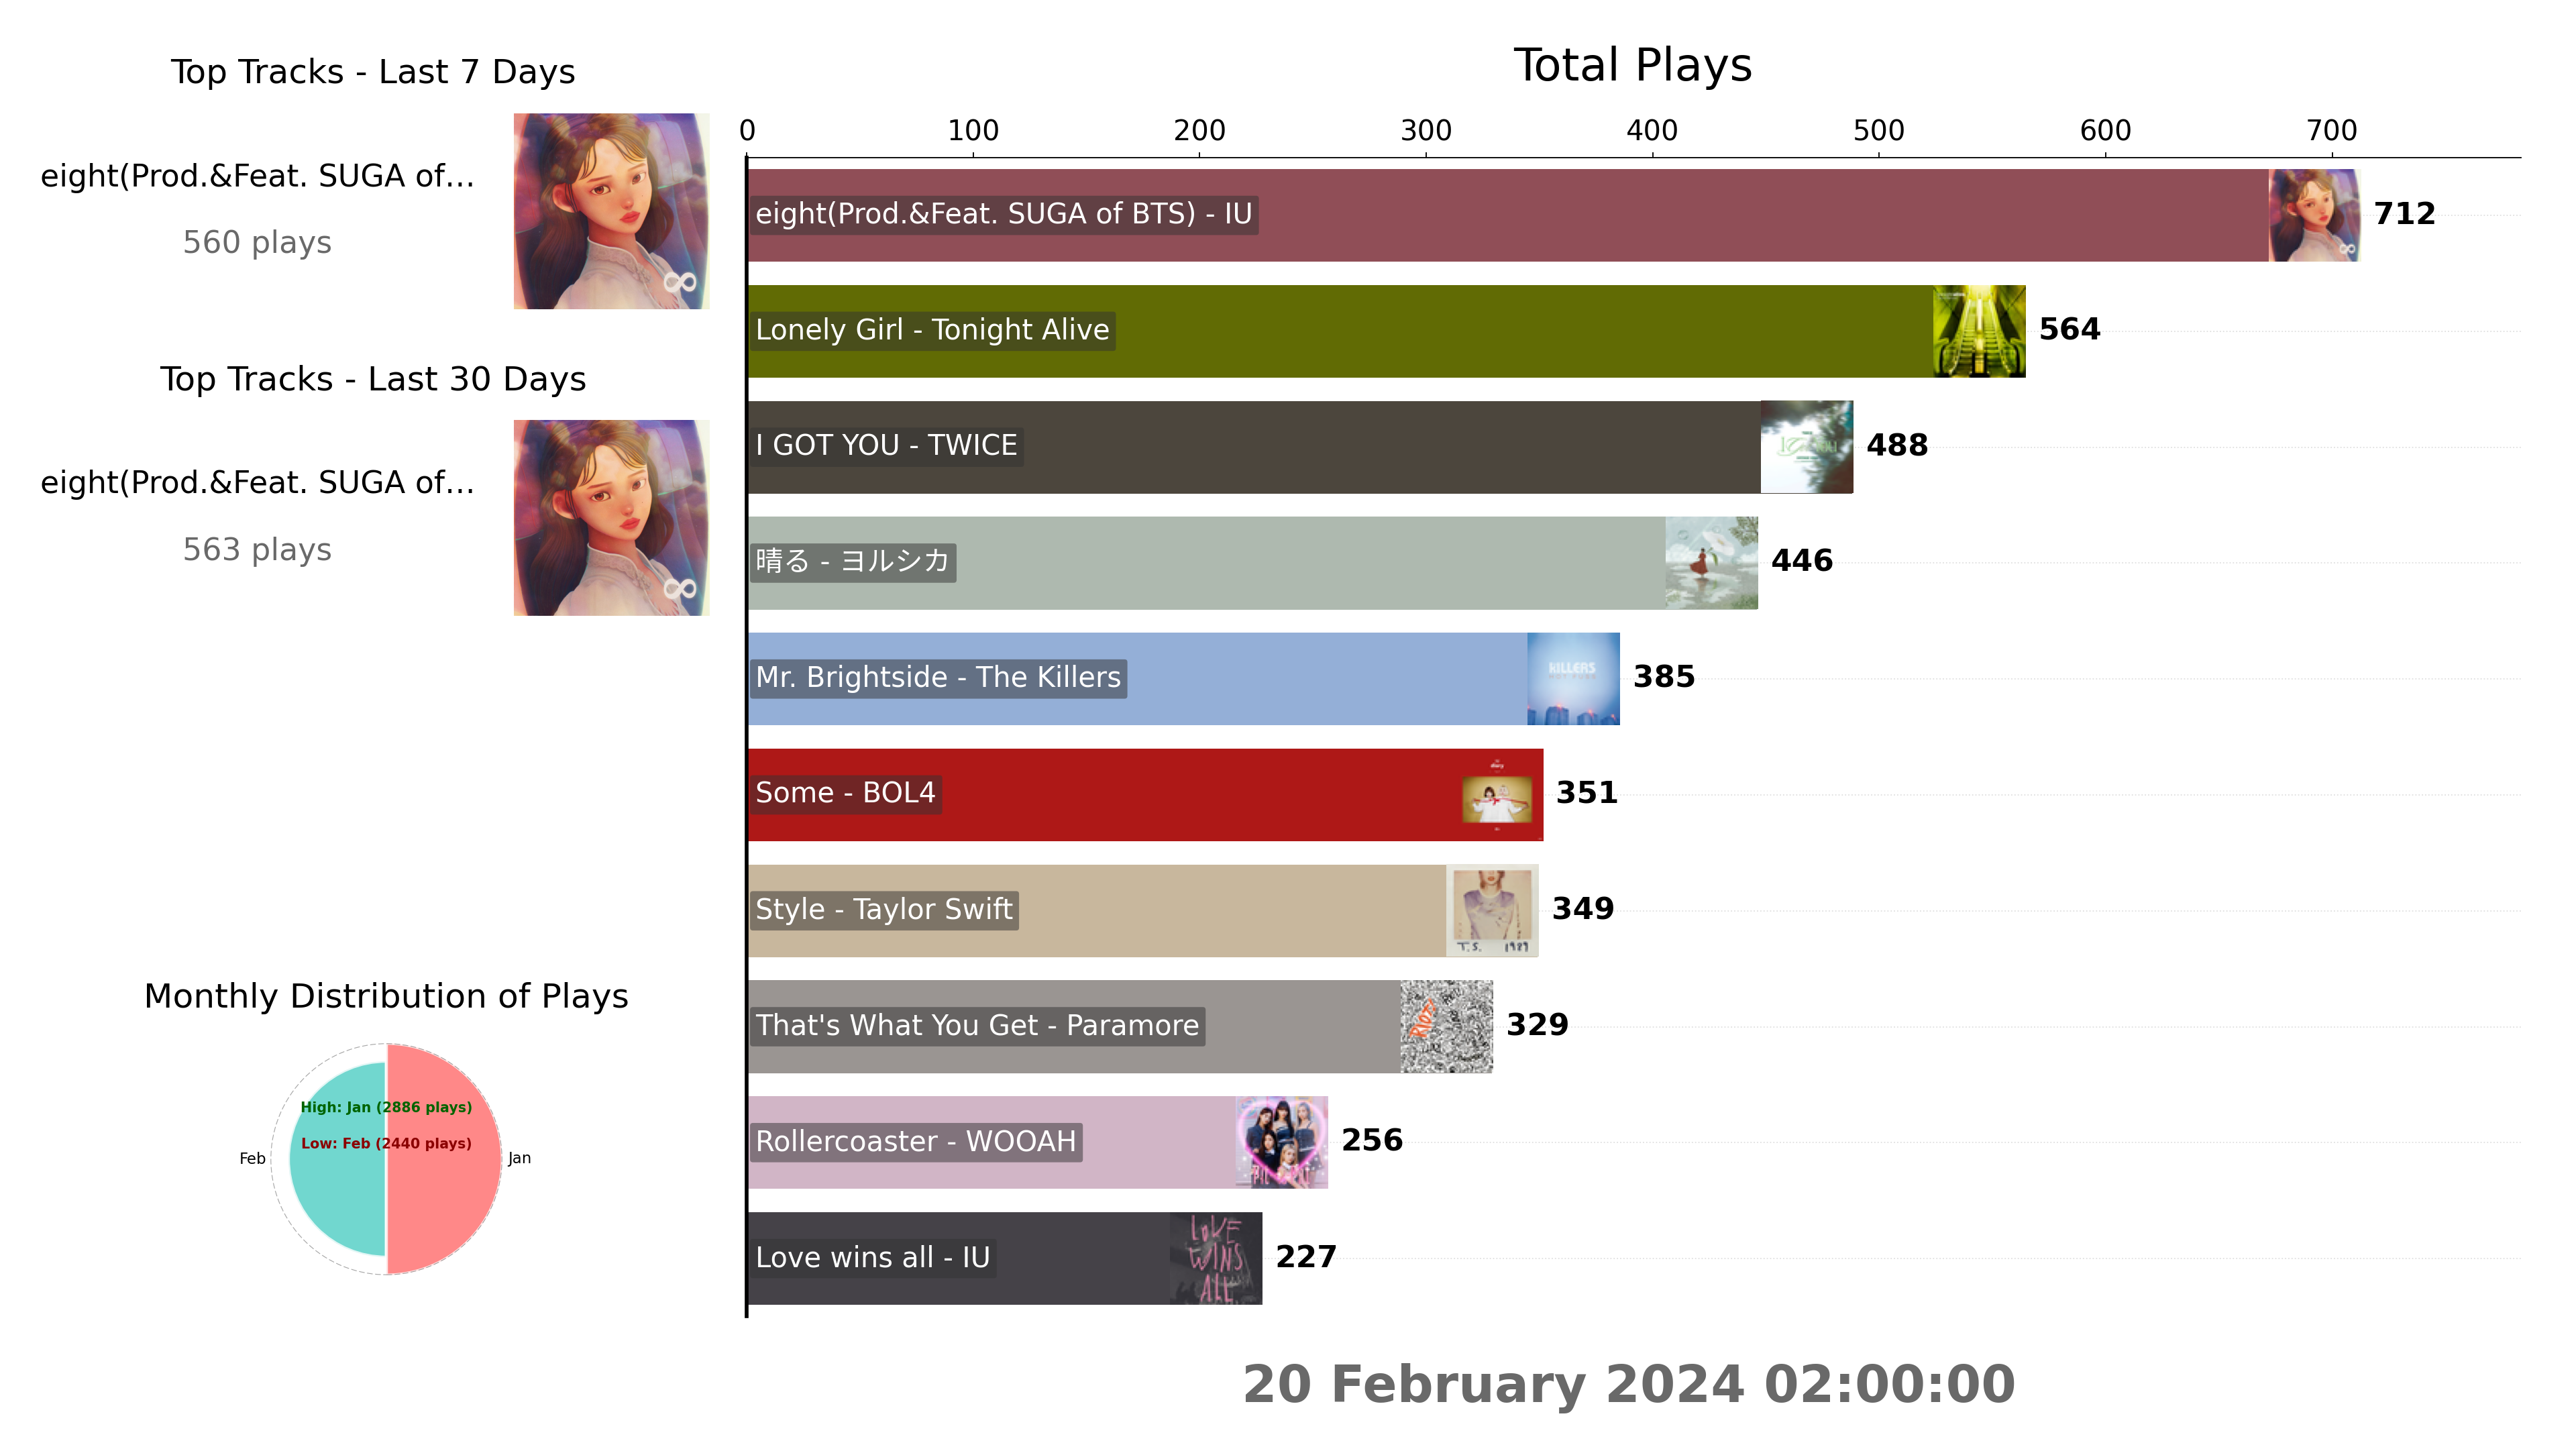 Top Tracks - Last 7 Days
eight(Prod.&Feat. SUGA of...
560 plays
∞
Top Tracks - Last 30 Days
eight(Prod.&Feat. SUGA of...
563 plays
∞
Monthly Distribution of Plays
High: Jan (2886 plays)
Low: Feb (2440 plays)
Feb
Jan
Total Plays
0 100 200 300 400 500 600 700
eight(Prod.&Feat. SUGA of BTS) - IU
∞
712
Lonely Girl - Tonight Alive
564
I GOT YOU - TWICE
488
晴る - ヨルシカ
446
Mr. Brightside - The Killers
KILLERS
385
Some - BOL4
diary
351
Style - Taylor Swift
T.S. 1989
349
That's What You Get - Paramore
RIOT!
329
Rollercoaster - WOOAH
256
Love wins all - IU
LOVE
WINS
ALL
227
20 February 2024 02:00:00